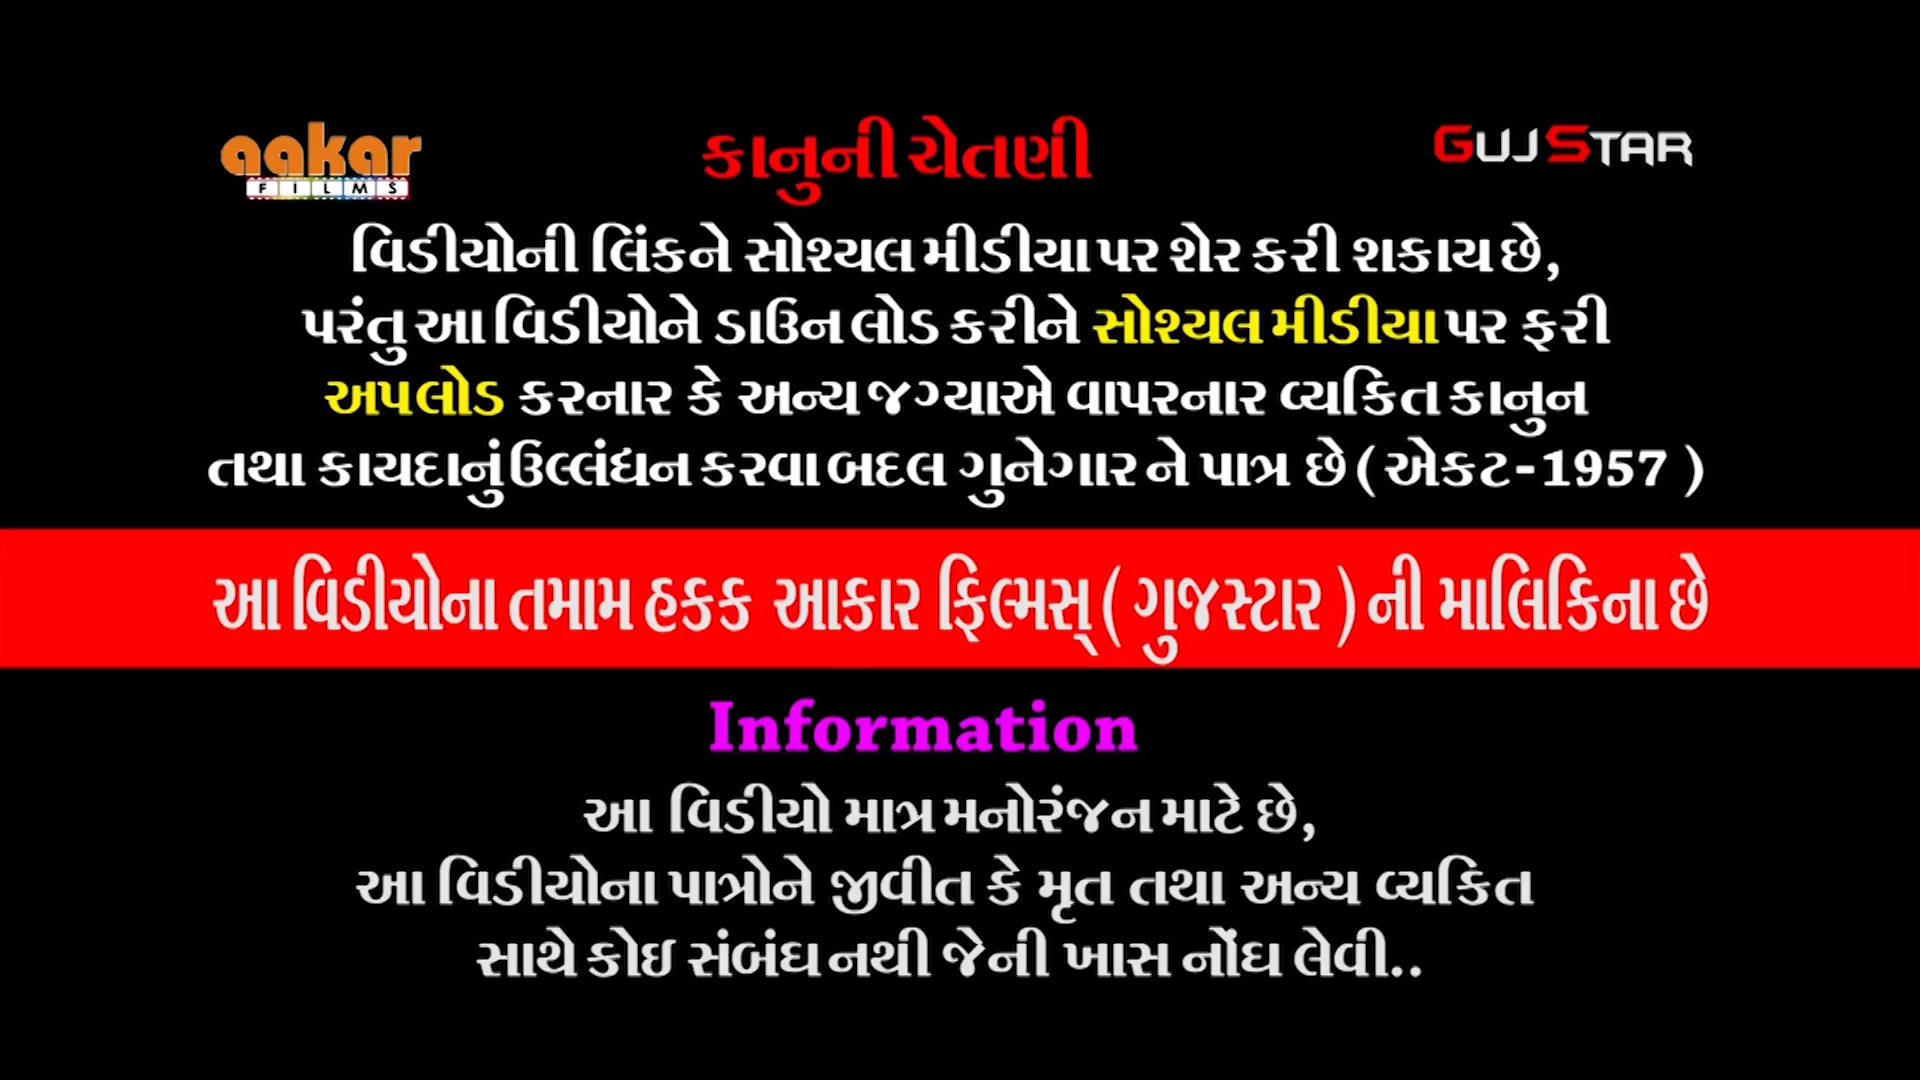 aakar
FILMS
કાનુની ચેતણી
GUJSTAR
વિડીયોની લિંકને સોશ્યલ મીડીયા પર શેર કરી શકાય છે,
પરંતુ આ વિડીયોને ડાઉનલોડ કરીને સોશ્યલ મીડીયા પર ફરી
અપલોડ કરનાર કે અન્ય જગ્યાએ વાપરનાર વ્યકિત કાનુન
તથા કાયદાનું ઉલ્લંઘન કરવા બદલ ગુનેગાર ને પાત્ર છે ( એકટ-1957 )
આ વિડીયોના તમામ હકક આકાર ફિલ્મસ્ ( ગુજસ્ટાર ) ની માલિકિના છે
Information
આ વિડીયો માત્ર મનોરંજન માટે છે,
આ વિડીયોના પાત્રોને જીવીત કે મૃત તથા અન્ય વ્યકિત
સાથે કોઇ સંબંઘ નથી જેની ખાસ નોંઘ લેવી..